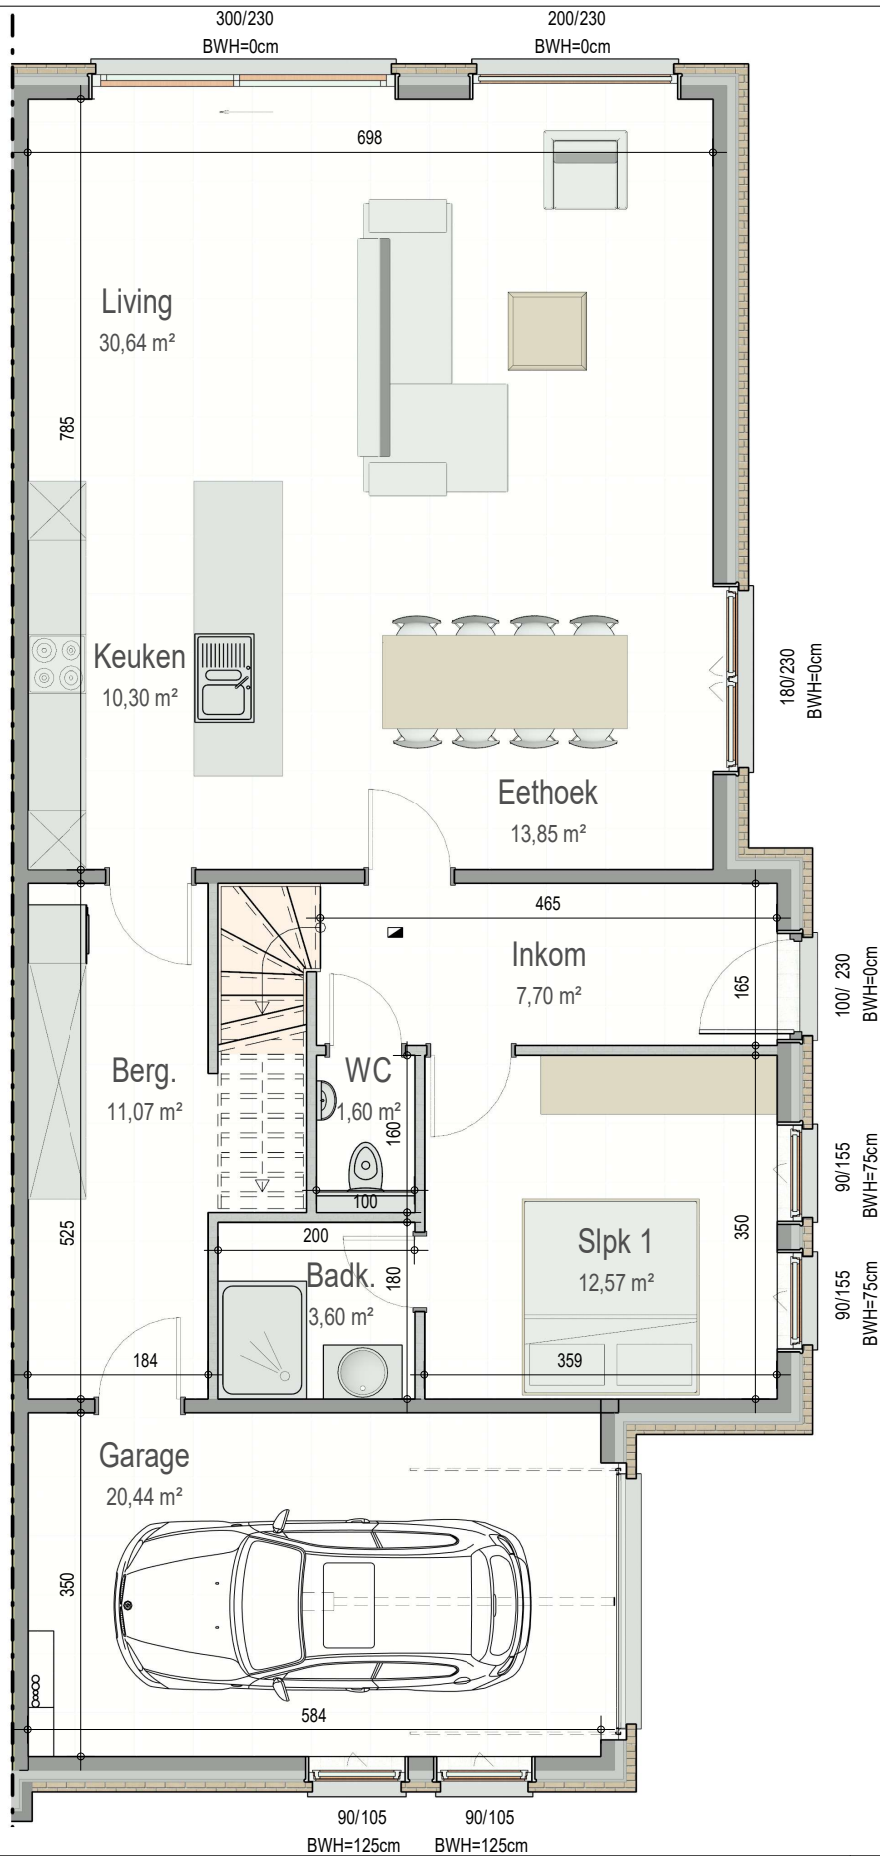 300/230
BWH=0cm
200/230
BWH=0cm
698
Living
30,64 m²
785
Keuken
10,30 m²
180/230
BWH=0cm
Eethoek
13,85 m²
465
Inkom
7,70 m²
165
100/ 230
BWH=0cm
Berg.
11,07 m²
WC
1,60 m²
160
100
90/155
BWH=75cm
525
200
Badk.
3,60 m²
180
Slpk 1
12,57 m²
350
90/155
BWH=75cm
184
359
Garage
20,44 m²
350
584
90/105
BWH=125cm
90/105
BWH=125cm